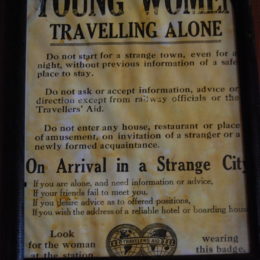 YOUNG WOMEN
TRAVELLING ALONE
Do not start for a strange town, even for a
night, without previous information of a safe
place to stay.
Do not ask or accept information, advice or
direction except from railway officials or the
Travellers' Aid.
Do not enter any house, restaurant or place
of amusement, on invitation of a stranger or a
newly formed acquaintance.
On Arrival in a Strange City
If you are alone, and need information or advice,
If your friends fail to meet you,
If you desire advice as to offered positions,
If you wish the address of a reliable hotel or boarding house
Look
for the woman
at the station
TRAVELLERS AID
wearing
this badge.